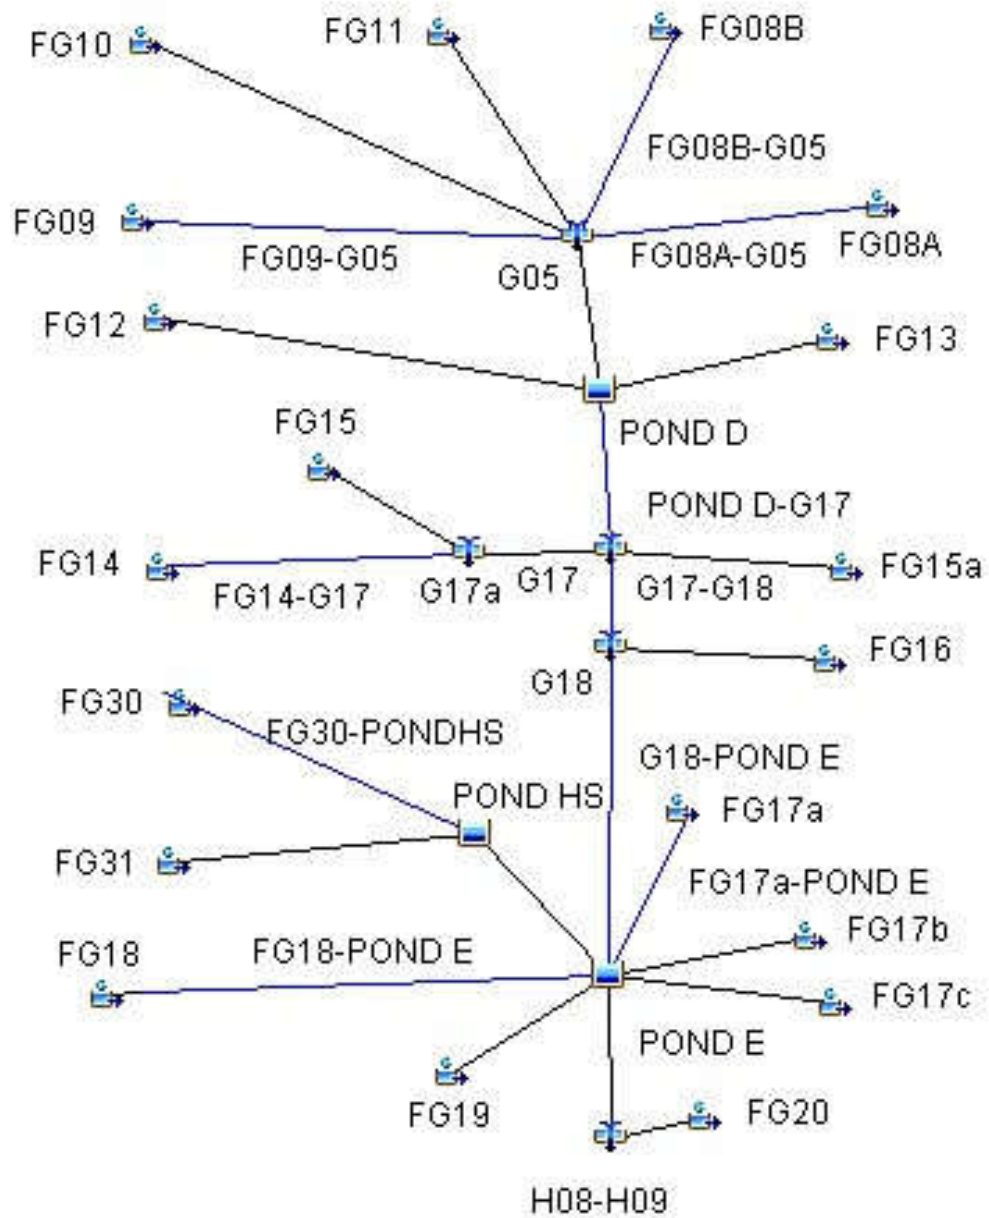 FG10
FG11
FG08B
FG08B-G05
FG09
FG09-G05
G05
FG08A-G05
FG08A
FG12
FG13
POND D
FG15
POND D-G17
FG14
FG14-G17
G17a
G17
G17-G18
FG15a
G18
FG16
FG30
FG30-PONDHS
G18-POND E
POND HS
FG17a
FG31
FG17a-POND E
FG17b
FG18
FG18-POND E
FG17c
POND E
FG19
FG20
H08-H09